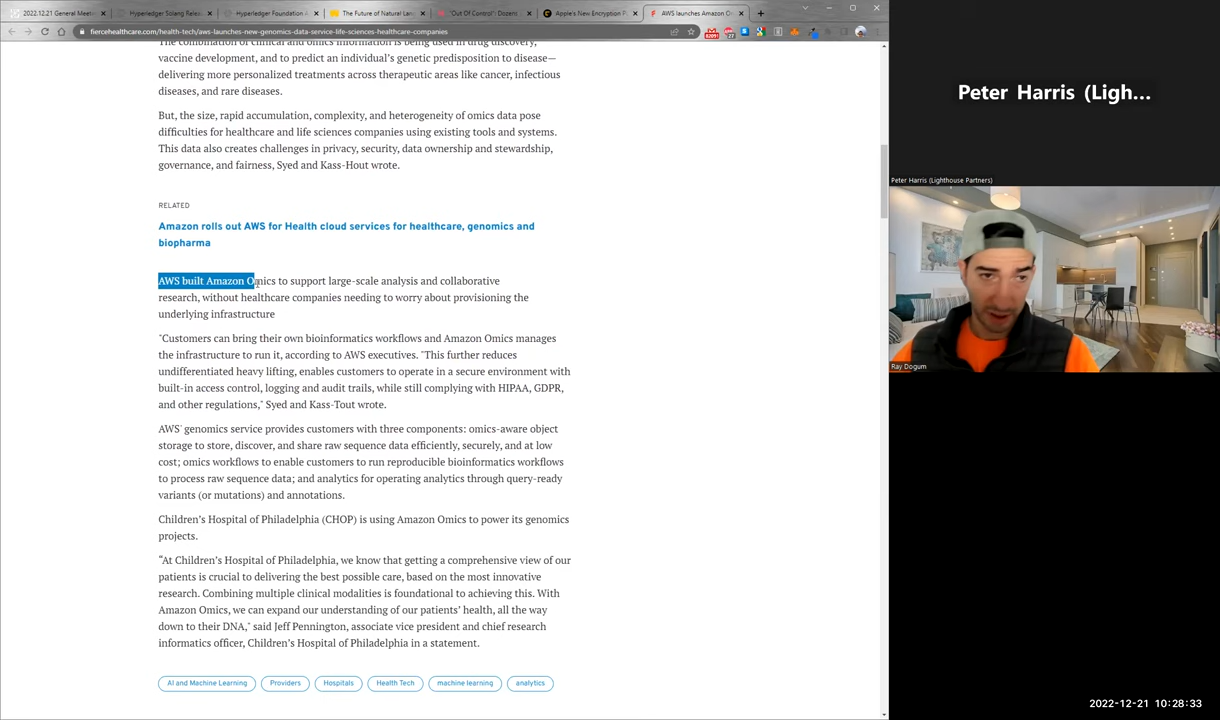 2022.12.21 General Meeti
Hyperledger Solang Relea
Hyperledger Foundation A
The Future of Natural Lan
"Out Of Control": Dozens
Apple's New Encryption P
AWS launches Amazon O
fiercehealthcare.com/health-tech/aws-launches-new-genomics-data-service-life-sciences-healthcare-companies
The combination of clinical and omics information is being used in drug discovery,
vaccine development, and to predict an individual's genetic predisposition to disease—
delivering more personalized treatments across therapeutic areas like cancer, infectious
diseases, and rare diseases.
But, the size, rapid accumulation, complexity, and heterogeneity of omics data pose
difficulties for healthcare and life sciences companies using existing tools and systems.
This data also creates challenges in privacy, security, data ownership and stewardship,
governance, and fairness, Syed and Kass-Hout wrote.
RELATED
Amazon rolls out AWS for Health cloud services for healthcare, genomics and
biopharma
AWS built Amazon Omics to support large-scale analysis and collaborative
research, without healthcare companies needing to worry about provisioning the
underlying infrastructure
"Customers can bring their own bioinformatics workflows and Amazon Omics manages
the infrastructure to run it, according to AWS executives. "This further reduces
undifferentiated heavy lifting, enables customers to operate in a secure environment with
built-in access control, logging and audit trails, while still complying with HIPAA, GDPR,
and other regulations," Syed and Kass-Tout wrote.
AWS' genomics service provides customers with three components: omics-aware object
storage to store, discover, and share raw sequence data efficiently, securely, and at low
cost; omics workflows to enable customers to run reproducible bioinformatics workflows
to process raw sequence data; and analytics for operating analytics through query-ready
variants (or mutations) and annotations.
Children's Hospital of Philadelphia (CHOP) is using Amazon Omics to power its genomics
projects.
“At Children's Hospital of Philadelphia, we know that getting a comprehensive view of our
patients is crucial to delivering the best possible care, based on the most innovative
research. Combining multiple clinical modalities is foundational to achieving this. With
Amazon Omics, we can expand our understanding of our patients' health, all the way
down to their DNA," said Jeff Pennington, associate vice president and chief research
informatics officer, Children's Hospital of Philadelphia in a statement.
AI and Machine Learning
Providers
Hospitals
Health Tech
machine learning
analytics
Peter Harris (Ligh...
Peter Harris (Lighthouse Partners)
Ray Dogum
2022-12-21 10:28:33